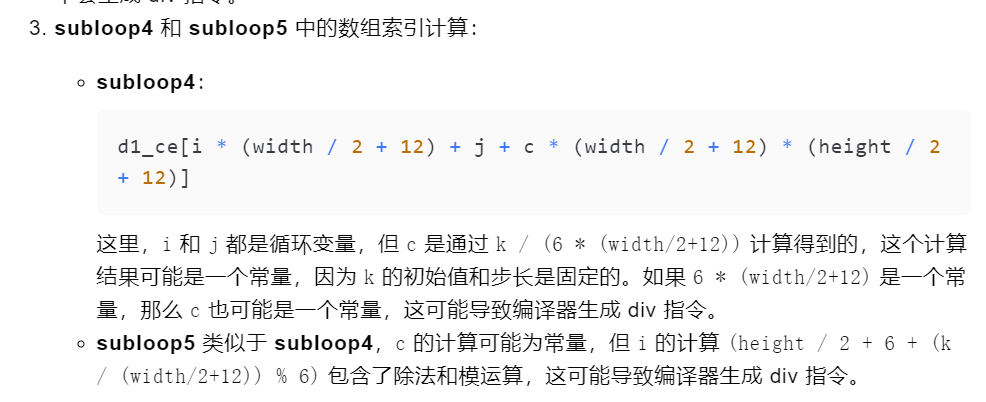 3. subloop4 和 subloop5 中的数组索引计算：
subloop4：
d1_ce[i * (width / 2 + 12) + j + c * (width / 2 + 12) * (height / 2
+ 12)]
这里，i 和 j 都是循环变量，但 c 是通过 k / (6 * (width/2+12)) 计算得到的，这个计算
结果可能是一个常量，因为 k 的初始值和步长是固定的。如果 6 * (width/2+12) 是一个常
量，那么 c 也可能是一个常量，这可能导致编译器生成 div 指令。
subloop5 类似于 subloop4，c 的计算可能为常量，但 i 的计算 (height / 2 + 6 + (k
/ (width/2+12)) % 6) 包含了除法和模运算，这可能导致编译器生成 div 指令。